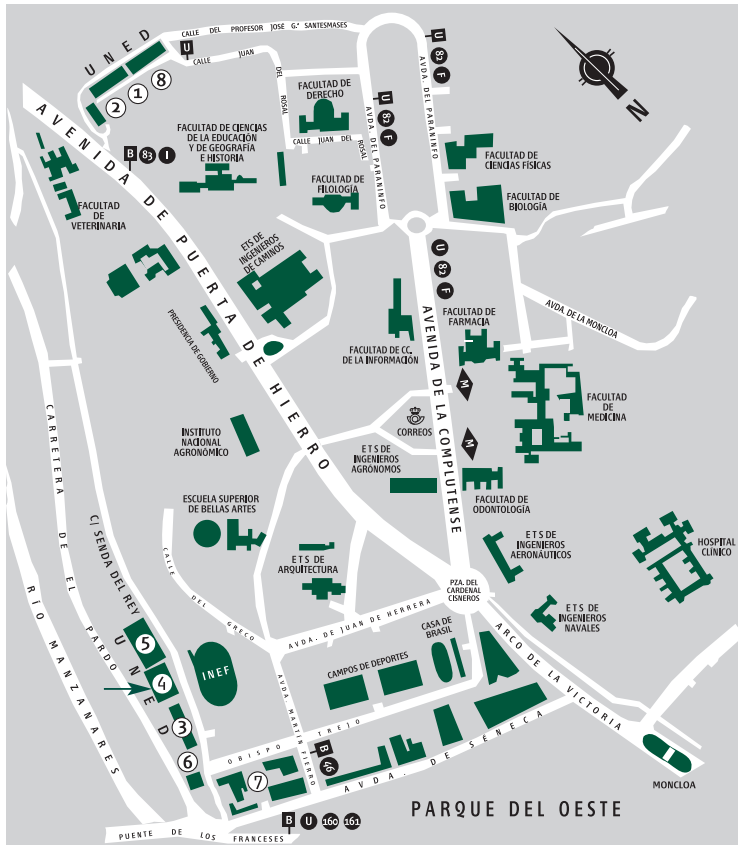 CALLE DEL PROFESOR JOSÉ G.ª SANTESMASES
UNED
U
CALLE JUAN DEL ROSAL
8
1
2
U
82
F
AVDA. DEL PARANINFO
N
AVENIDA DE PUERTA DE HIERRO
B 83 I
FACULTAD DE
DERECHO
U
82
F
AVDA. DEL PARANINFO
FACULTAD DE CIENCIAS
DE LA EDUCACIÓN
Y DE GEOGRAFÍA
E HISTORIA
CALLE JUAN DEL ROSAL
FACULTAD DE
CIENCIAS FÍSICAS
FACULTAD DE
FILOLOGÍA
FACULTAD DE
BIOLOGÍA
FACULTAD
DE
VETERINARIA
ETS DE
INGENIEROS
DE CAMINOS
U
82
F
AVENIDA DE LA COMPLUTENSE
AVDA. DE LA MONCLOA
PRESIDENCIA DE GOBIERNO
FACULTAD DE
FARMACIA
FACULTAD DE CC.
DE LA INFORMACIÓN
M
FACULTAD
DE
MEDICINA
CORREOS
M
INSTITUTO
NACIONAL
AGRONÓMICO
E T S DE
INGENIEROS
AGRÓNOMOS
FACULTAD DE
ODONTOLOGÍA
CARRETERA DE EL PARDO
ESCUELA SUPERIOR
DE BELLAS ARTES
E T S DE
INGENIEROS
AERONÁUTICOS
HOSPITAL
CLÍNICO
C/ SENDA DEL REY
CALLE DEL GRECO
E T S DE
ARQUITECTURA
PZA. DEL
CARDENAL
CISNEROS
E T S DE
INGENIEROS
NAVALES
RÍO MANZANARES
AVDA. DE JUAN DE HERRERA
CASA DE
BRASIL
ARCO DE LA VICTORIA
UNED
5
4
3
6
INEF
CAMPOS DE DEPORTES
AVDA. MARTIN FIERRO
OBISPO TREJO
B 46
7
AVDA. DE SÉNECA
MONCLOA
PARQUE DEL OESTE
B U 160 161
PUENTE DE LOS FRANCESES